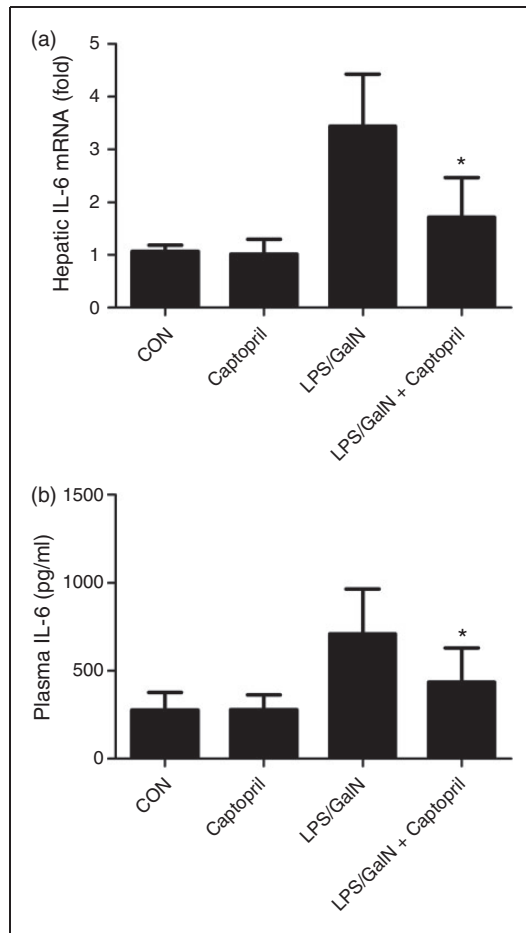 (a)
Hepatic IL-6 mRNA (fold)
5
4
3
2
1
0
*
CON
Captopril
LPS/GalN
LPS/GalN + Captopril
(b)
Plasma IL-6 (pg/ml)
1500
1000
500
0
*
CON
Captopril
LPS/GalN
LPS/GalN + Captopril